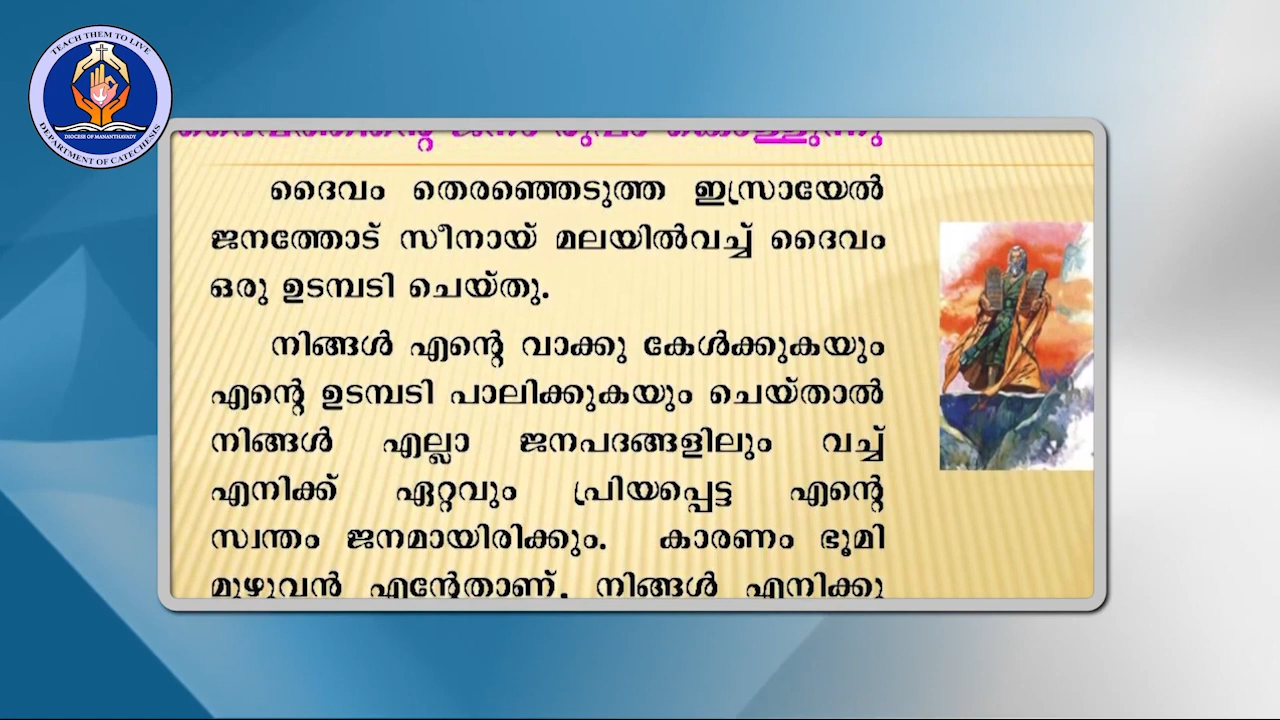 TEACH THEM TO LIVE
DIOCESE OF MANANTHAVADY
DEPARTMENT OF CATECHESIS
ദൈവത്തിന്റെ ജനം രൂപം കൊള്ളുന്നു
ദൈവം തെരഞ്ഞെടുത്ത ഇസ്രായേൽ
ജനത്തോട് സീനായ് മലയിൽവച്ച് ദൈവം
ഒരു ഉടമ്പടി ചെയ്തു.
നിങ്ങൾ എന്റെ വാക്കു കേൾക്കുകയും
എന്റെ ഉടമ്പടി പാലിക്കുകയും ചെയ്താൽ
നിങ്ങൾ എല്ലാ ജനപദങ്ങളിലും വച്ച്
എനിക്ക് ഏറ്റവും പ്രിയപ്പെട്ട എന്റെ
സ്വന്തം ജനമായിരിക്കും. കാരണം ഭൂമി
മുഴുവൻ എന്റേതാണ്. നിങ്ങൾ എനിക്കു